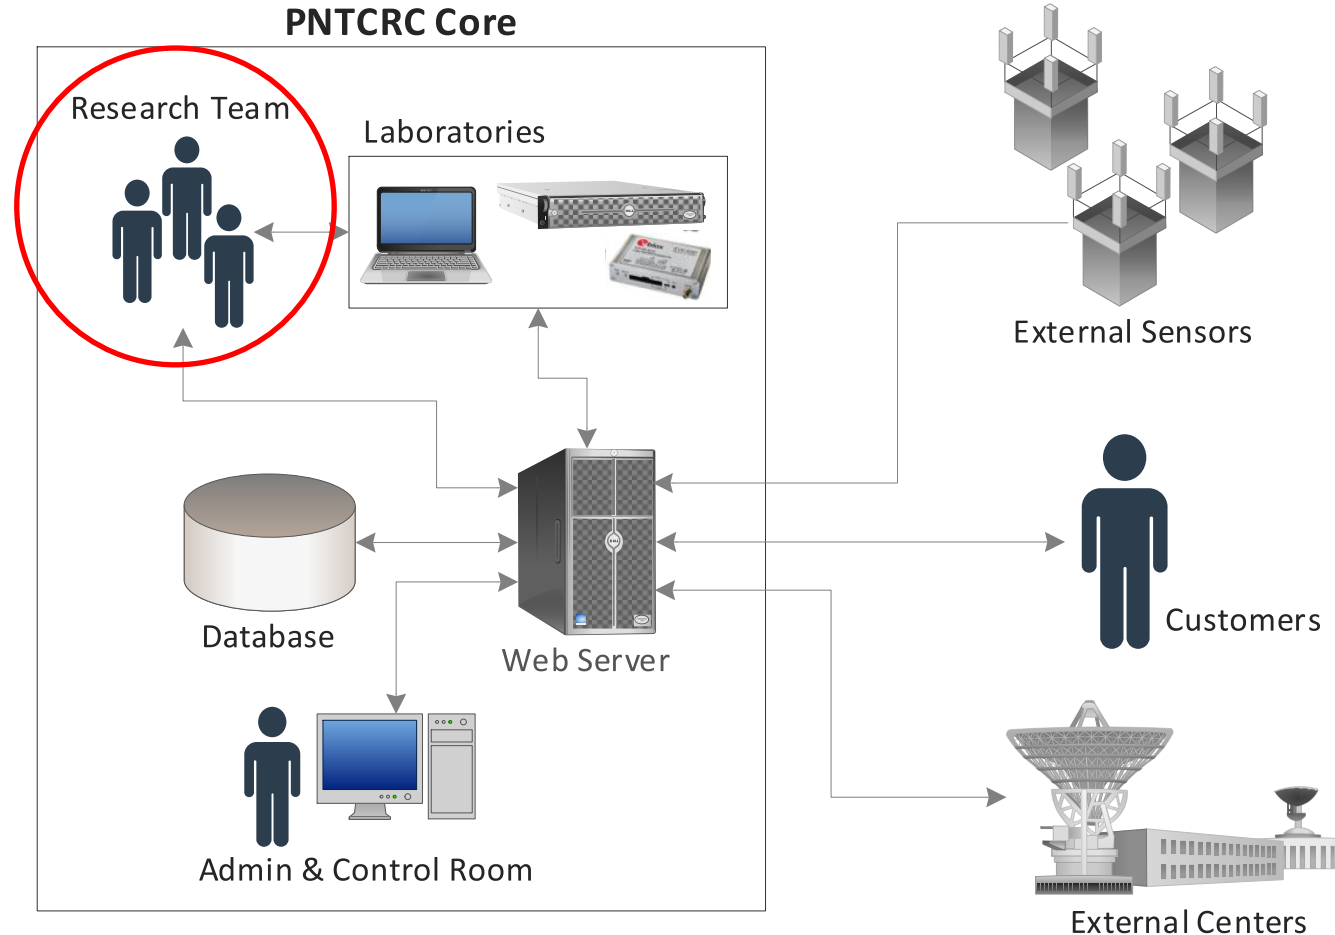 PNTCRC Core
Research Team
Laboratories
External Sensors
Database
Web Server
Customers
Admin & Control Room
External Centers